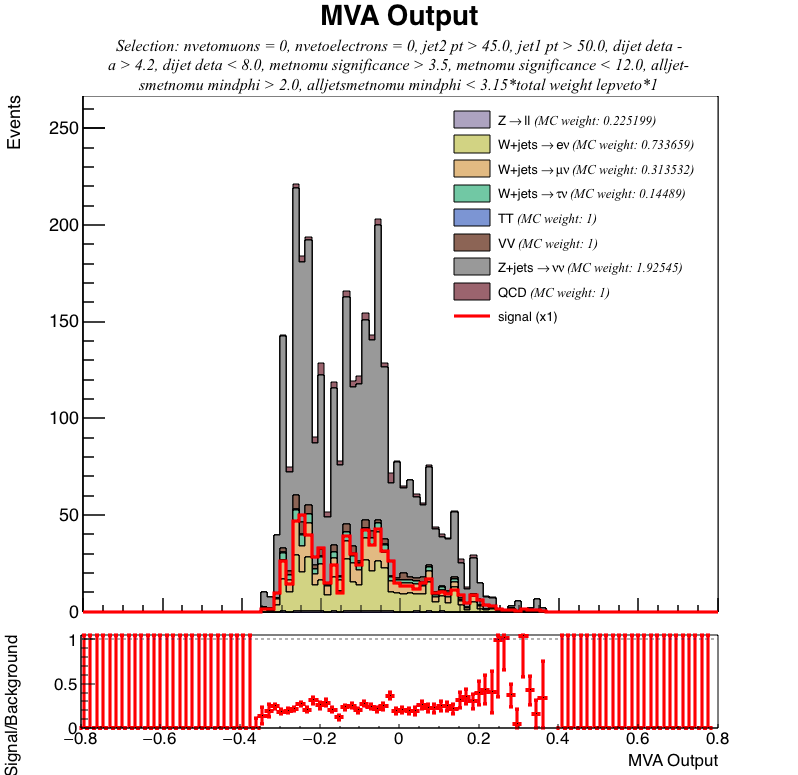 MVA Output
Selection: nvetomuons = 0, nvetoelectrons = 0, jet2 pt > 45.0, jet1 pt > 50.0, dijet deta -
a > 4.2, dijet deta < 8.0, metnomu significance > 3.5, metnomu significance < 12.0, alljet-
smetnomu mindphi > 2.0, alljetsmetnomu mindphi < 3.15*total weight lepveto*1
Events
250
200
150
100
50
0
Z→ll (MC weight: 0.225199)
W+jets→eν (MC weight: 0.733659)
W+jets→μν (MC weight: 0.313532)
W+jets→τν (MC weight: 0.14489)
TT (MC weight: 1)
VV (MC weight: 1)
Z+jets→νν (MC weight: 1.92545)
QCD (MC weight: 1)
signal (x1)
Signal/Background
1
0.5
0
−0.8 −0.6 −0.4 −0.2 0 0.2 0.4 0.6 0.8
MVA Output